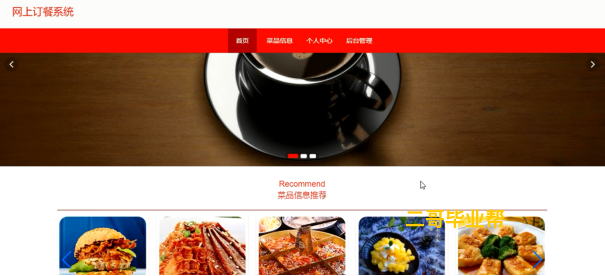 网上订餐系统
首页 菜品信息 个人中心 后台管理
Recommend
菜品信息推荐
二哥毕业帮